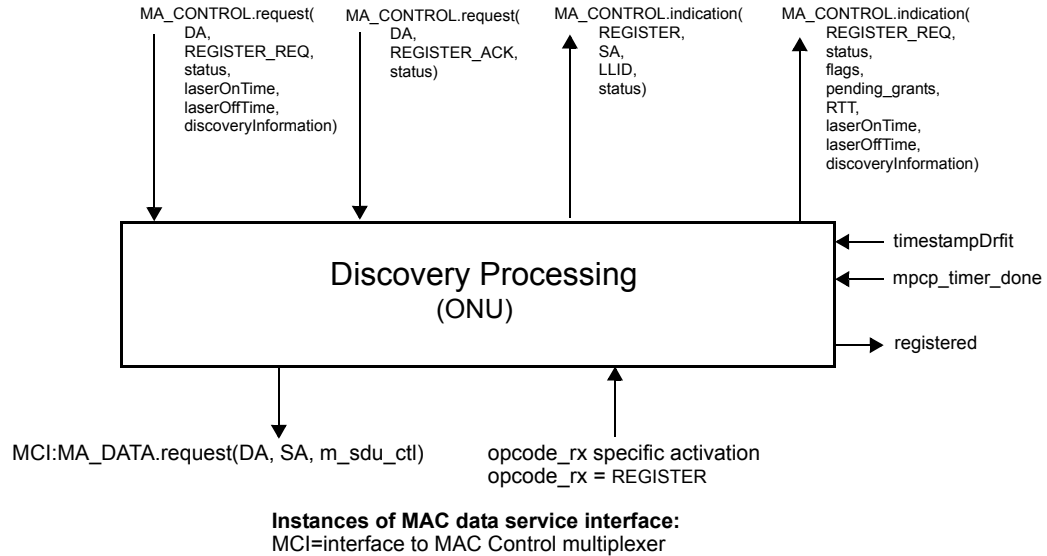 MA_CONTROL.request(
DA,
REGISTER_REQ,
status,
laserOnTime,
laserOffTime,
discoveryInformation)
MA_CONTROL.request(
DA,
REGISTER_ACK,
status)
MA_CONTROL.indication(
REGISTER,
SA,
LLID,
status)
MA_CONTROL.indication(
REGISTER_REQ,
status,
flags,
pending_grants,
RTT,
laserOnTime,
laserOffTime,
discoveryInformation)
Discovery Processing
(ONU)
timestampDrfit
mpcp_timer_done
registered
MCI:MA_DATA.request(DA, SA, m_sdu_ctl)
opcode_rx specific activation
opcode_rx = REGISTER
Instances of MAC data service interface:
MCI=interface to MAC Control multiplexer